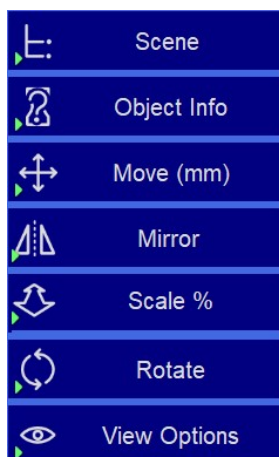 Scene
Object Info
Move (mm)
Mirror
Scale %
Rotate
View Options